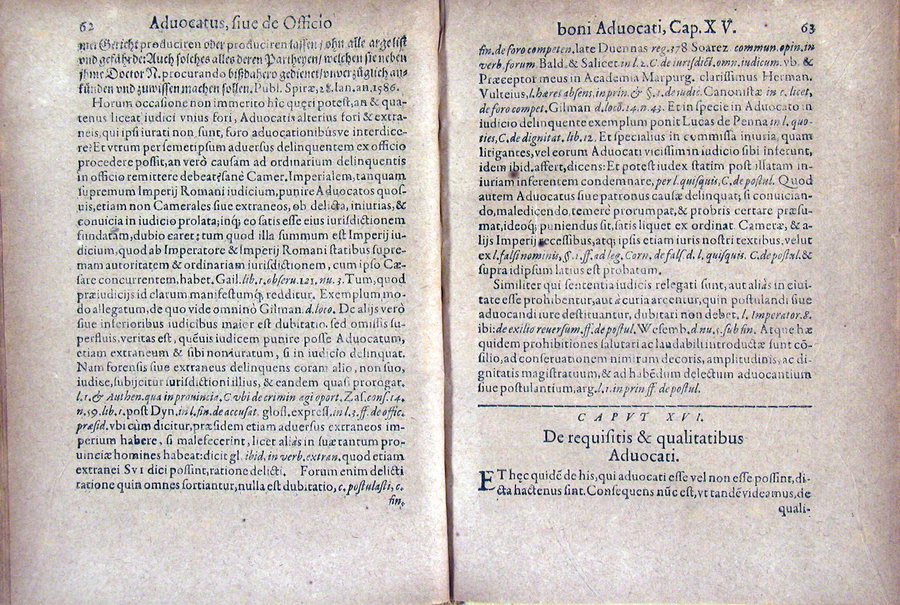 62
Aduocatus, siue de Officio
mei Gericht produciren oder produciren lassen / ohn alle argelist
vnd gefährde: Auch solches alles deren Partheyen / welchen sie neben
jhme Doctor N. procurando bißdahero gedienet / vnverzüglich an
künden vnd zuwissen machen sollen. Publ. Spiræ, 28. Ian. an. 1586.
Horum occasione non immeritò hîc quęri potest, an & qua-
tenus liceat iudici vnius fori, Aduocatis alterius fori & extra-
neis, qui ipsi iurati non sunt, foro aduocationibúsve interdice-
re? Et vtrum per semetipsum aduersus delinquentem ex officio
procedere possit, an verò causam ad ordinarium delinquentis
in officio remittere debeat? sanè Camer. Imperialem, tanquam
supremum Imperij Romani iudicium, punire Aduocatos quos-
uis, etiam non Camerales siue extraneos, ob delicta, iniurias, &
conuicia in iudicio prolata; inq́; eo satis esse eius iurisdictionem
fundatam, dubio caret: tum quod illa summum est Imperij iu-
dicium, quod ab Imperatore & Imperij Romani statibus supre-
mam autoritatem & ordinariam iurisdictionem, cum ipso Cæ-
sare concurrentem, habet. Gail. lib. 1. obseru. 123. nu. 3. Tum, quod
præiudicijs id clarum manifestumq́; redditur. Exemplum mo-
do allegatum, de quo vide omninò Gilman. d. loco. De alijs verò
siue inferioribus iudicibus maior est dubitatio. sed omissis su-
perfluis, veritas est, quẽuis iudicem punire posse Aduocatum,
etiam extraneum & sibi non iuratum, si in iudicio delinquat.
Nam forensis siue extraneus delinquens coram alio, non suo,
iudice, subijcitur iurisdictioni illius, & eandem quasi prorogat.
l. 1. & Authen. qua in prouincia. C. vbi de crimin. agi oport. Zas. cons. 14.
n. 19. lib. 1. post Dyn. in l. fin. de accusat. glos. expres. in l. 3. ff. de offic.
præsid. vbi cum dicitur, præsidem etiam aduersus extraneos im-
perium habere, si malefecerint, licet aliàs in suæ tantum pro-
uinciæ homines habeat: dicit gl. ibid. in verb. extran. quod etiam
extranei SVI dici possint, ratione delicti. Forum enim delicti
ratione quin omnes sortiantur, nulla est dubitatio, c. postulasti, c.
fin.
boni Aduocati, Cap. XV.
63
fin. de foro competen. late Duennas reg. 178 Soarez commun. opin. in
verb. forum. Bald. & Salicet. in l. 2. C. de iurisdict. omn. iudicum. vb. &
Præceptor meus in Academia Marpurg. clarissimus Herman.
Vulteius, l. hæres absens, in prin. & §. 1. de iudic. Canonistæ in c. licet,
de foro compet. Gilman d. loco. 14. n. 43. Et in specie in Aduocato in
iudicio delinquente exemplum ponit Lucas de Penna in l. quo-
ties, C. de dignitat. lib. 12. Et specialius in commissa iniuria, quam
litigantes, vel eorum Aduocati vicissim in iudicio sibi inferunt,
idem ibid. assert, dicens: Et potest iudex statim post illatam in-
iuriam inferentem condemnare, per l. quisquis, C. de postul. Quod
autem Aduocatus siue patronus causæ delinquat; si conuician-
do, maledicendo, temerè prorumpat, & probris certare præsu-
mat, ideoq́; puniendus sit, satis liquet ex ordinat. Cameræ, & a-
lijs Imperij recessibus, atq; ipsis etiam iuris nostri textibus, velut
ex l. falsi nominis, §. 1. ff. ad leg. Corn. de fals. d. l. quisquis. C. de postul. &
supra idipsum latius est probatum.
Similiter qui sententia iudicis relegati sunt, aut aliàs in ciui-
tate esse prohibentur, aut à curia arcentur, quin postulandi siue
aduocandi iure destituantur, dubitari non debet. l. Imperator. 8.
ibi: de exilio reuersum. ff. de postul. Wesemb. d. nu. 3. sub fin. Atque hæ
quidem prohibitiones salutari ac laudabili introductæ sunt cõ-
silio, ad conseruationem nimirum decoris, amplitudinis, ac di-
gnitatis magistratuum, & ad habẽdum delectum aduocantium
siue postulantium, arg. l. 1. in prin ff. de postul.
CAPVT XVI.
De requisitis & qualitatibus
Aduocati.
ET hęc quidẽ de his, qui aduocati esse vel non esse possint, di-
cta hactenus sint. Consequens nũc est, vt tandẽ videamus, de
quali-